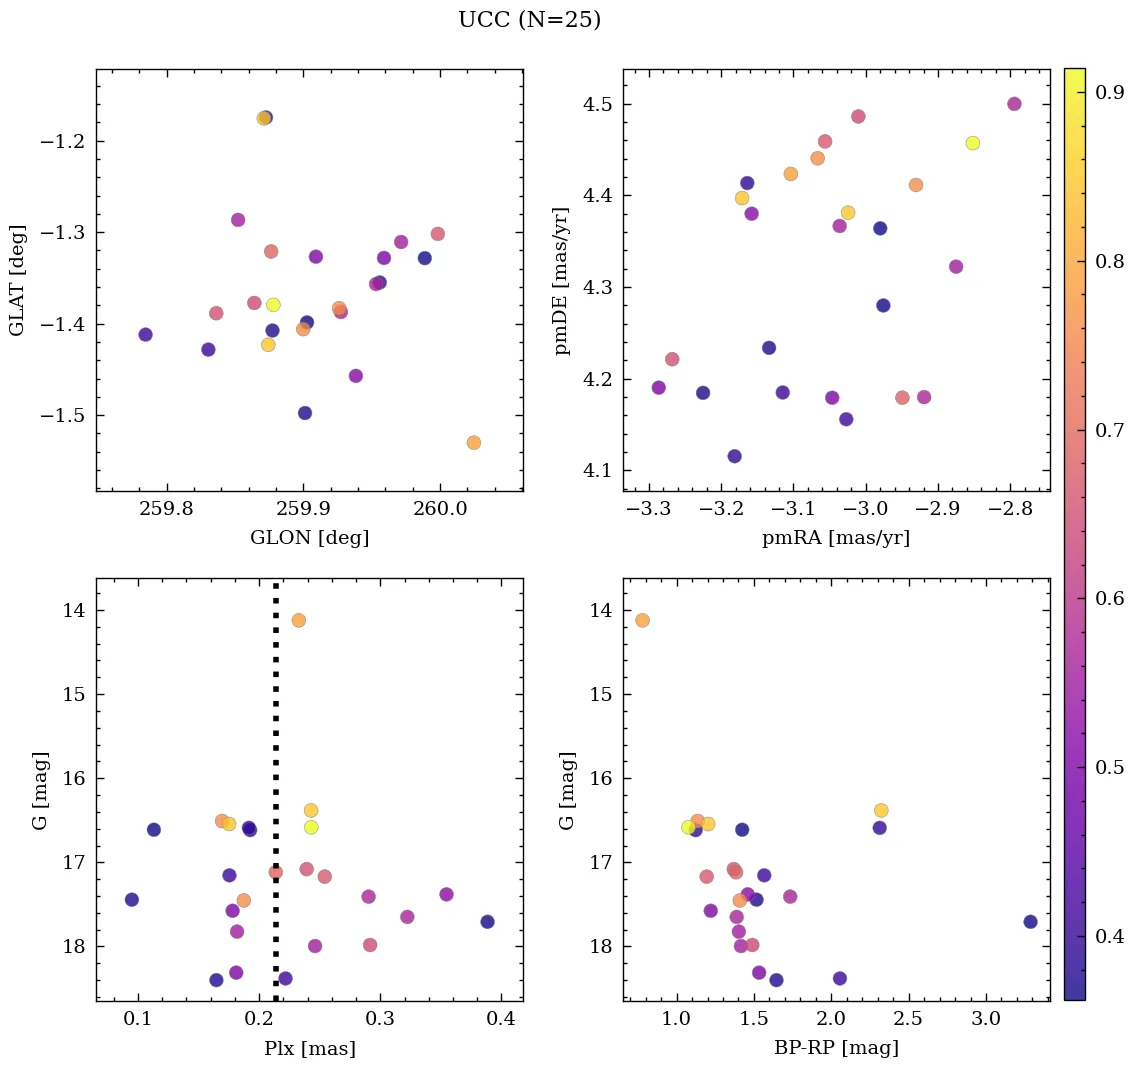 UCC (N=25)
−1.2
−1.3
−1.4
−1.5
GLAT [deg]
259.8 259.9 260.0
GLON [deg]
4.5
4.4
4.3
4.2
4.1
pmDE [mas/yr]
−3.3 −3.2 −3.1 −3.0 −2.9 −2.8
pmRA [mas/yr]
14
15
16
17
18
G [mag]
0.1 0.2 0.3 0.4
Plx [mas]
14
15
16
17
18
G [mag]
1.0 1.5 2.0 2.5 3.0
BP-RP [mag]
0.9
0.8
0.7
0.6
0.5
0.4